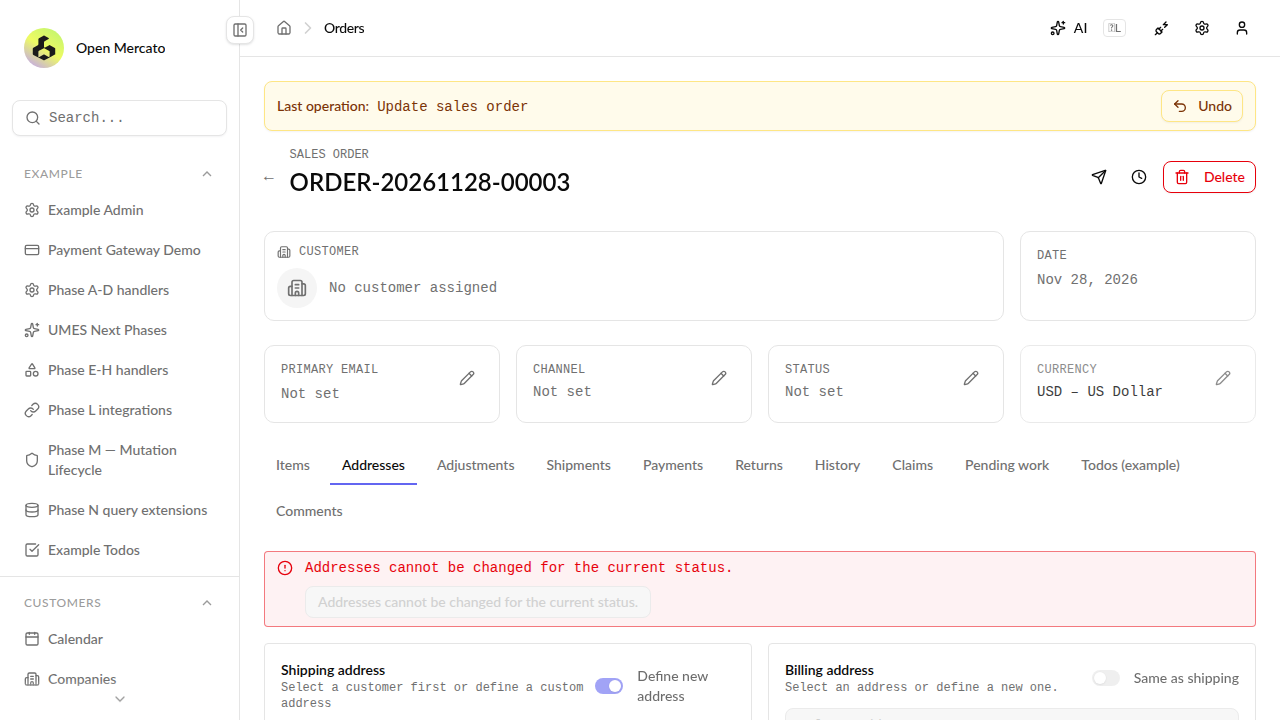 Open Mercato
Orders
AI
Search...
Last operation: Update sales order
Undo
EXAMPLE
Example Admin
Payment Gateway Demo
Phase A-D handlers
UMES Next Phases
Phase E-H handlers
Phase L integrations
Phase M — Mutation
Lifecycle
Phase N query extensions
Example Todos
CUSTOMERS
Calendar
Companies
←
SALES ORDER
ORDER-20261128-00003
Delete
CUSTOMER
No customer assigned
DATE
Nov 28, 2026
PRIMARY EMAIL
Not set
CHANNEL
Not set
STATUS
Not set
CURRENCY
USD – US Dollar
Items
Addresses
Adjustments
Shipments
Payments
Returns
History
Claims
Pending work
Todos (example)
Comments
Addresses cannot be changed for the current status.
Addresses cannot be changed for the current status.
Shipping address
Select a customer first or define a custom
address
Define new
address
Billing address
Select an address or define a new one.
Same as shipping